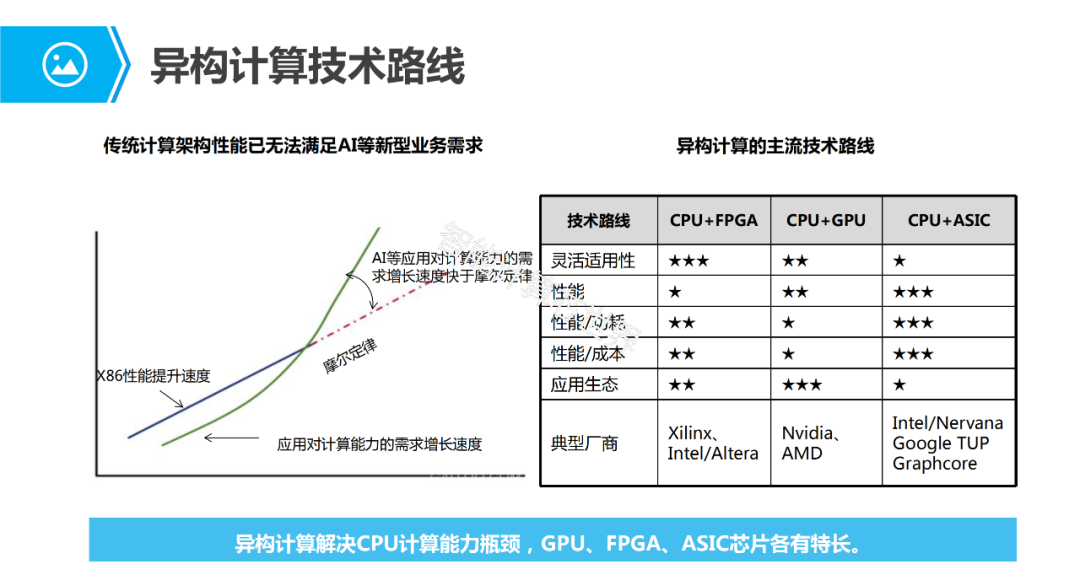 异构计算技术路线
传统计算架构性能已无法满足AI等新型业务需求
AI等应用对计算能力的需
求增长速度快于摩尔定律
摩尔定律
X86性能提升速度
应用对计算能力的需求增长速度
异构计算的主流技术路线
技术路线 CPU+FPGA CPU+GPU CPU+ASIC
灵活适用性 ★★★ ★★ ★
性能 ★ ★★ ★★★
性能/功耗 ★★ ★ ★★★
性能/成本 ★★ ★ ★★★
应用生态 ★★ ★★★ ★
典型厂商
Xilinx、
Intel/Altera
Nvidia、
AMD
Intel/Nervana
Google TUP
Graphcore
异构计算解决CPU计算能力瓶颈，GPU、FPGA、ASIC芯片各有特长。